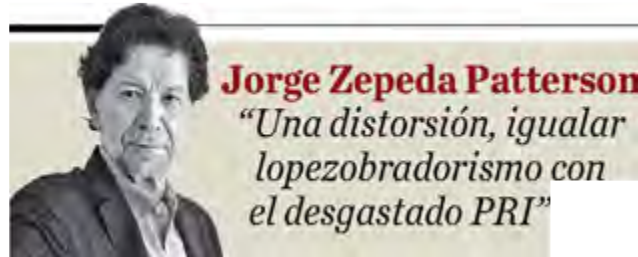 Jorge Zepeda Patterson
“Una distorsión, igualar
lopezobradorismo con
el desgastado PRI”